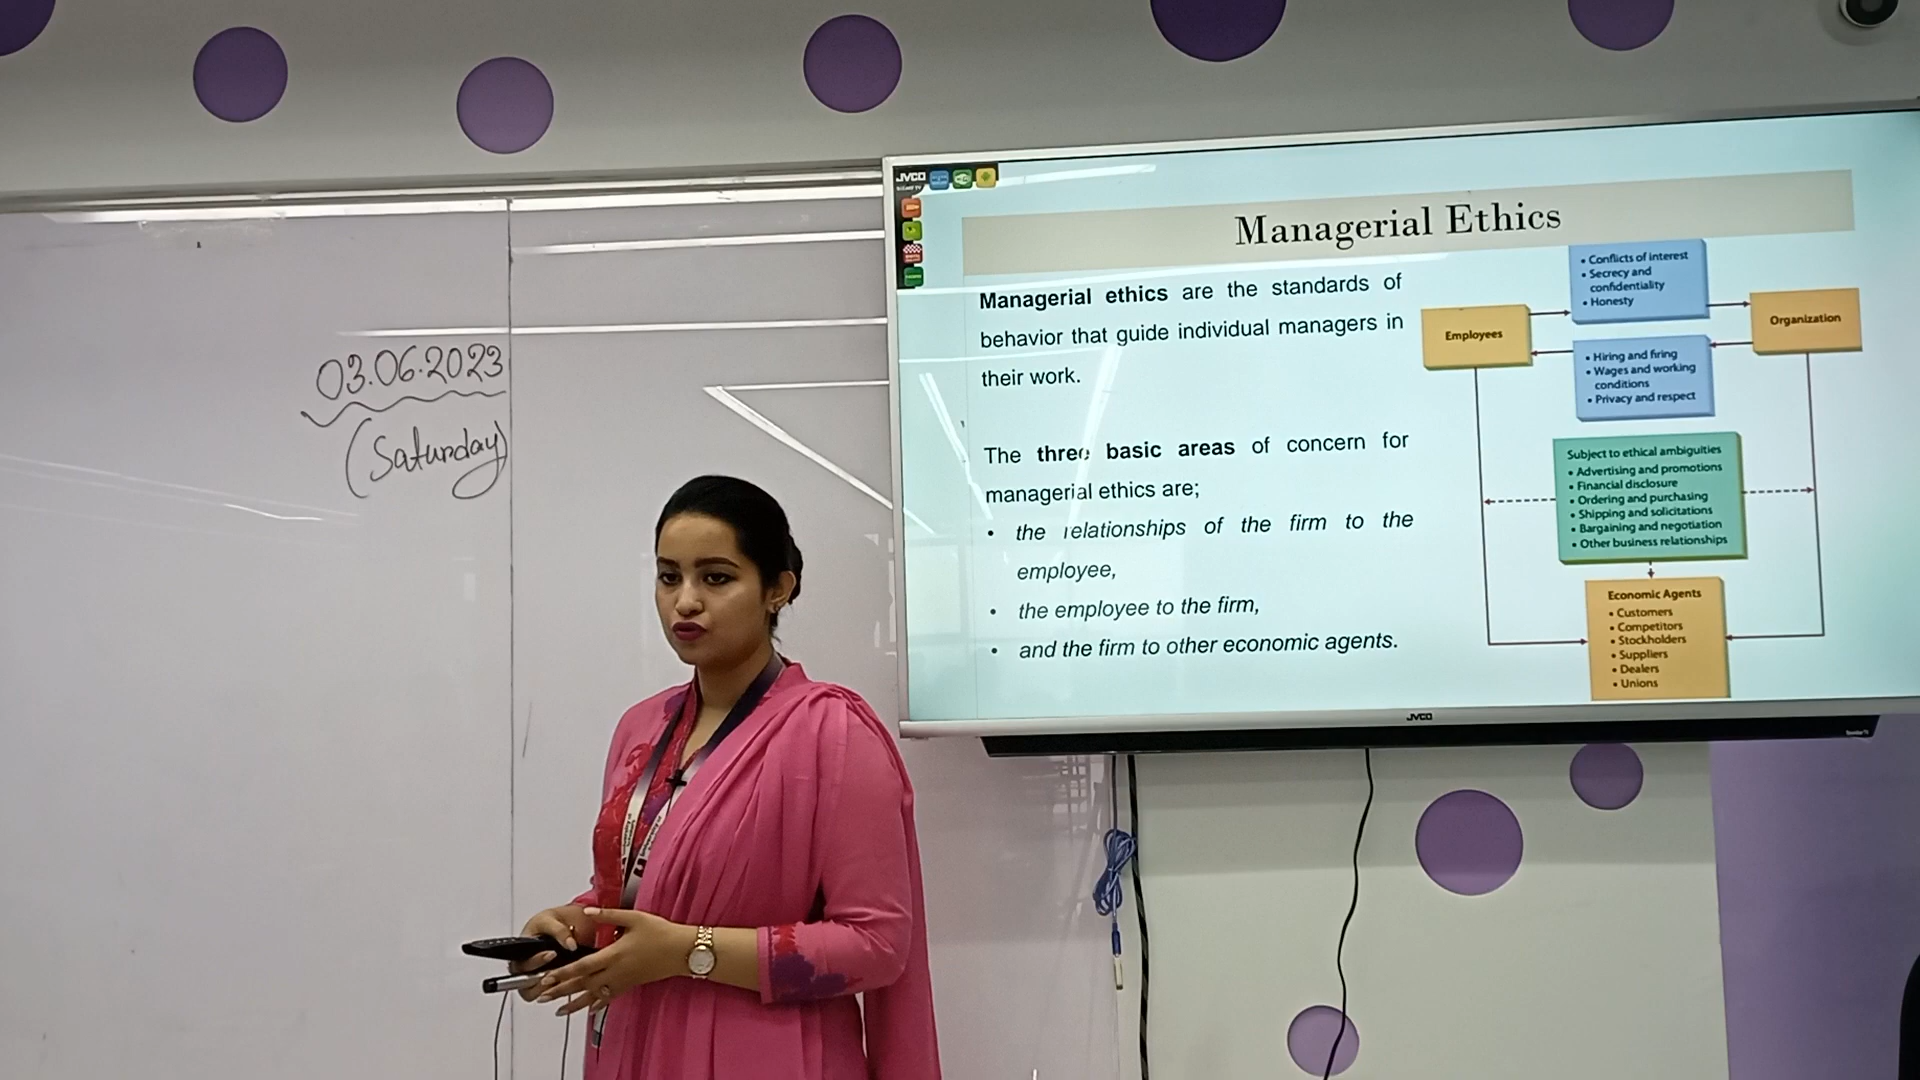 03.06.2023
(Saturday)
JVCO
Managerial Ethics
Managerial ethics are the standards of
behavior that guide individual managers in
their work.
The three basic areas of concern for
managerial ethics are;
• the relationships of the firm to the
employee,
• the employee to the firm,
• and the firm to other economic agents.
• Conflicts of interest
• Secrecy and
confidentiality
• Honesty
Employees
Organization
• Hiring and firing
• Wages and working
conditions
• Privacy and respect
Subject to ethical ambiguities
• Advertising and promotions
• Financial disclosure
• Ordering and purchasing
• Shipping and solicitations
• Bargaining and negotiation
• Other business relationships
Economic Agents
• Customers
• Competitors
• Stockholders
• Suppliers
• Dealers
• Unions
JVCO